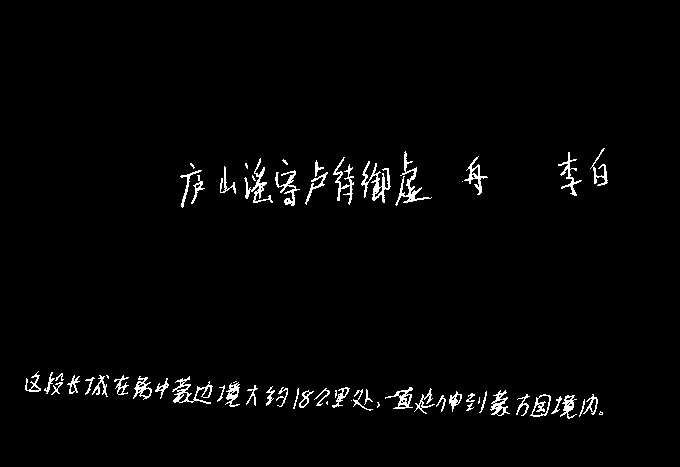 庐山谣寄卢待御虚 舟 李白
这段长城在离中蒙边境大约18公里处,一直延伸到蒙方国境内。